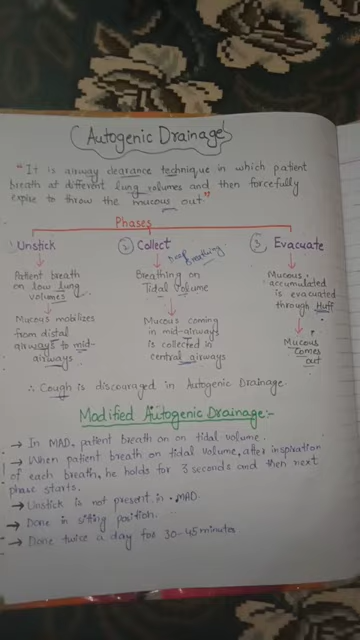 Autogenic Drainage
"It is airway clearance technique in which patient
breath at different lung volumes and then forcefully
expire to throw the mucous out"
Phases
1) Unstick
Patient breath
on low lung
volumes
Mucous mobilizes
from distal
airways to mid-
airways
2. Collect
Deep Breathing
Breathing on
Tidal Volume
Mucous coming
in mid-airways
is collected in
central airways
3. Evacuate
Mucous
accumulated
is evacuated
through Huff
Mucous
comes
out
∴ Cough is discouraged in Autogenic Drainage
Modified Autogenic Drainage:-
→ In MAD, patient breath on on tidal volume.
→ When patient breath on tidal volume, after inspiration
of each breath, he holds for 3 seconds and then next
phase starts.
→ Unstick is not present in MAD.
→ Done in sitting position.
→ Done twice a day for 30-45 minutes